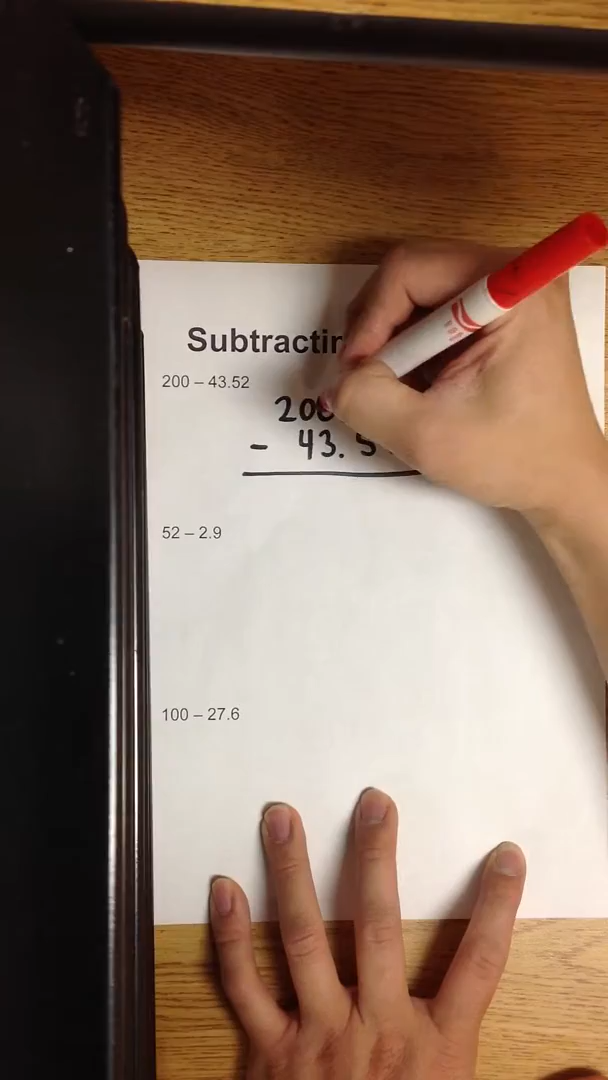 Subtractin
200 – 43.52
200
- 43.5
52 – 2.9
100 – 27.6